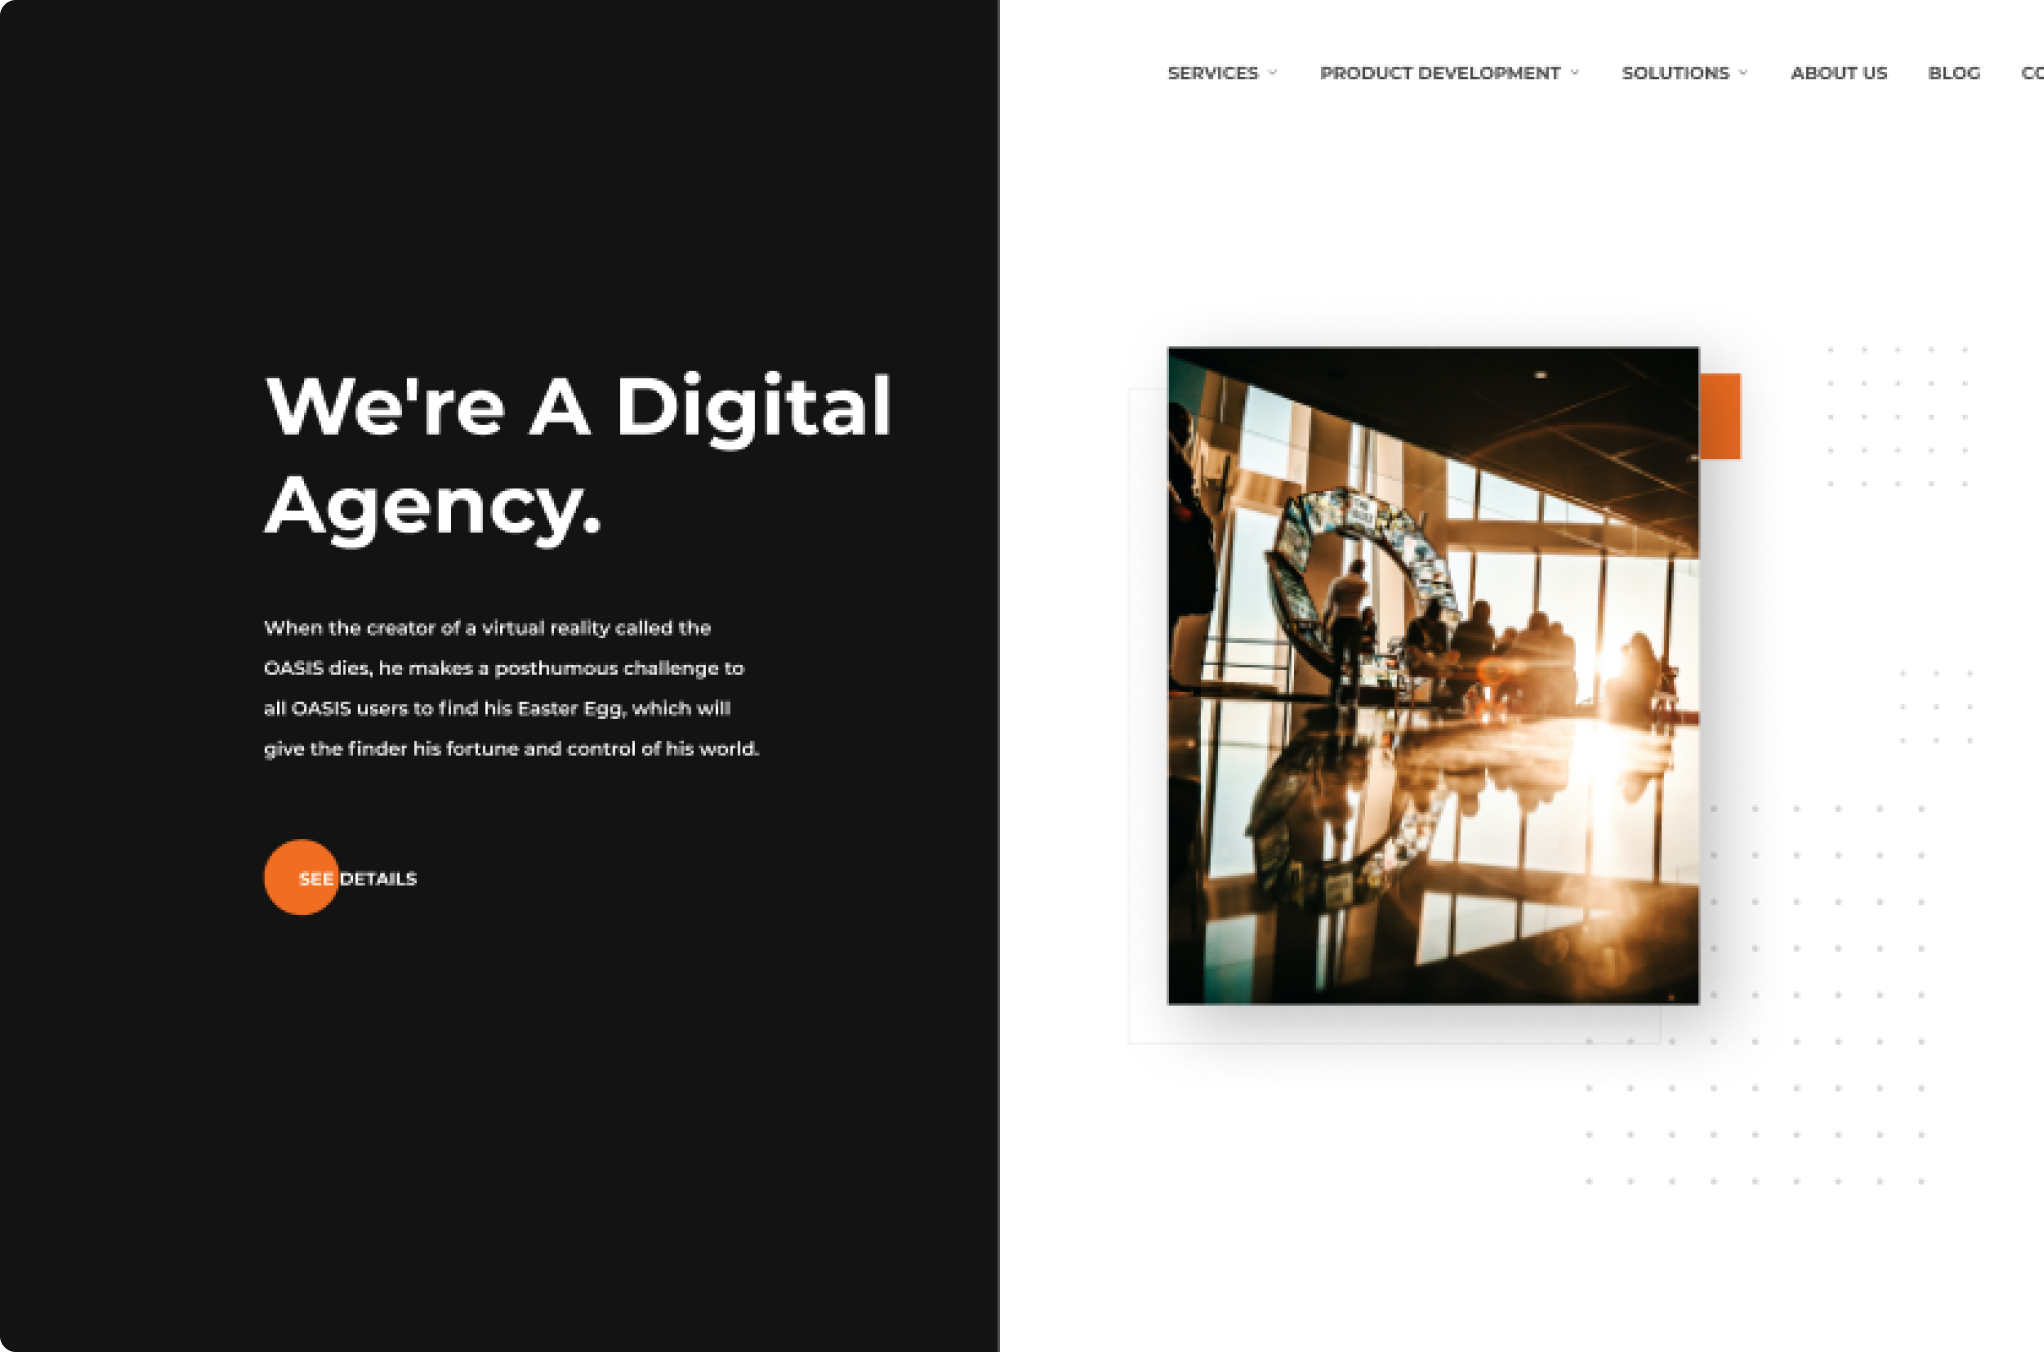 SERVICES PRODUCT DEVELOPMENT SOLUTIONS ABOUT US BLOG
We're A Digital
Agency.
When the creator of a virtual reality called the
OASIS dies, he makes a posthumous challenge to
all OASIS users to find his Easter Egg, which will
give the finder his fortune and control of his world.
SEE DETAILS